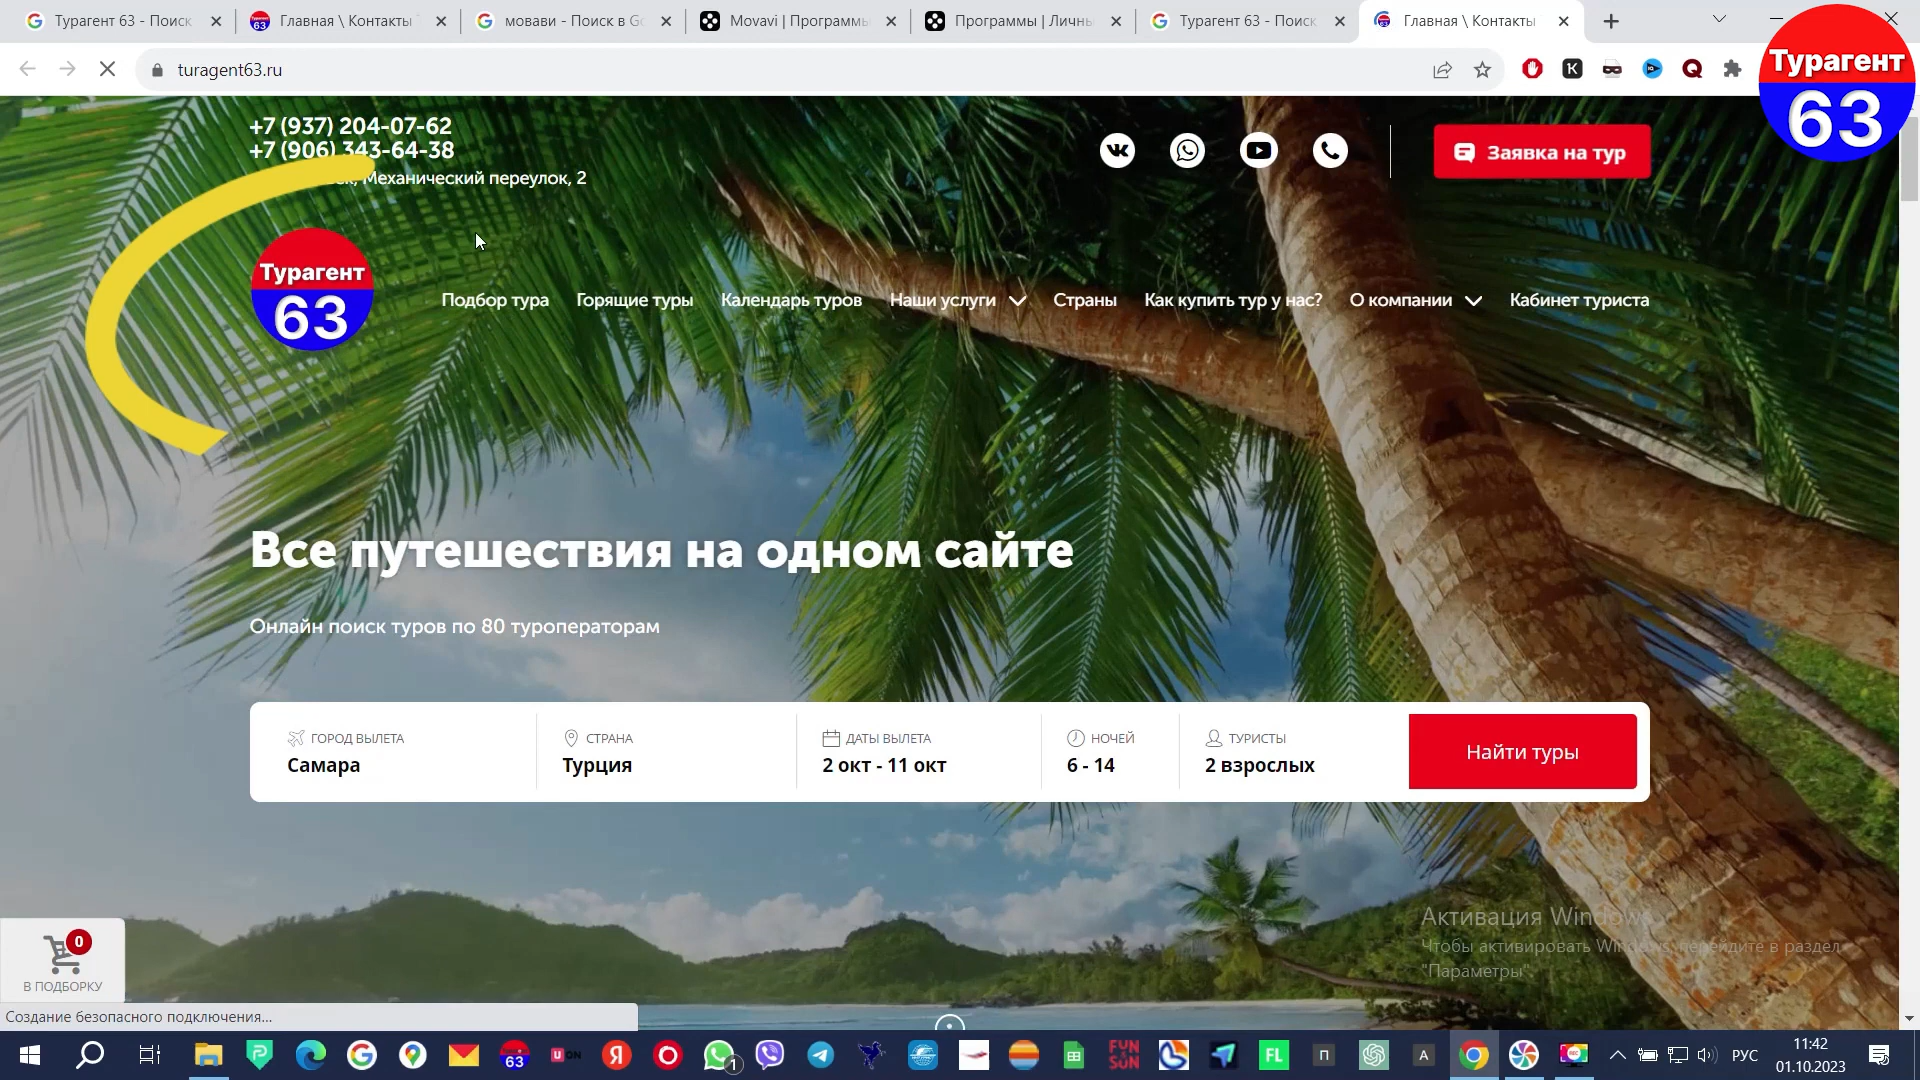 Турагент 63 - Поиск
Главная \ Контакты
мовави - Поиск в Go
Movavi | Программы
Программы | Личны
Турагент 63 - Поиск
Главная \ Контакты
turagent63.ru
Турагент
63
+7 (937) 204-07-62
+7 (906) 343-64-38
Механический переулок, 2
Заявка на тур
Турагент
63
Подбор тура
Горящие туры
Календарь туров
Наши услуги
Страны
Как купить тур у нас?
О компании
Кабинет туриста
Все путешествия на одном сайте
Онлайн поиск туров по 80 туроператорам
ГОРОД ВЫЛЕТА
Самара
СТРАНА
Турция
ДАТЫ ВЫЛЕТА
2 окт - 11 окт
НОЧЕЙ
6 - 14
ТУРИСТЫ
2 взрослых
Найти туры
0
В ПОДБОРКУ
Активация Windows
Чтобы активировать Windows, перейдите в раздел
"Параметры".
Создание безопасного подключения...
РУС
11:42
01.10.2023